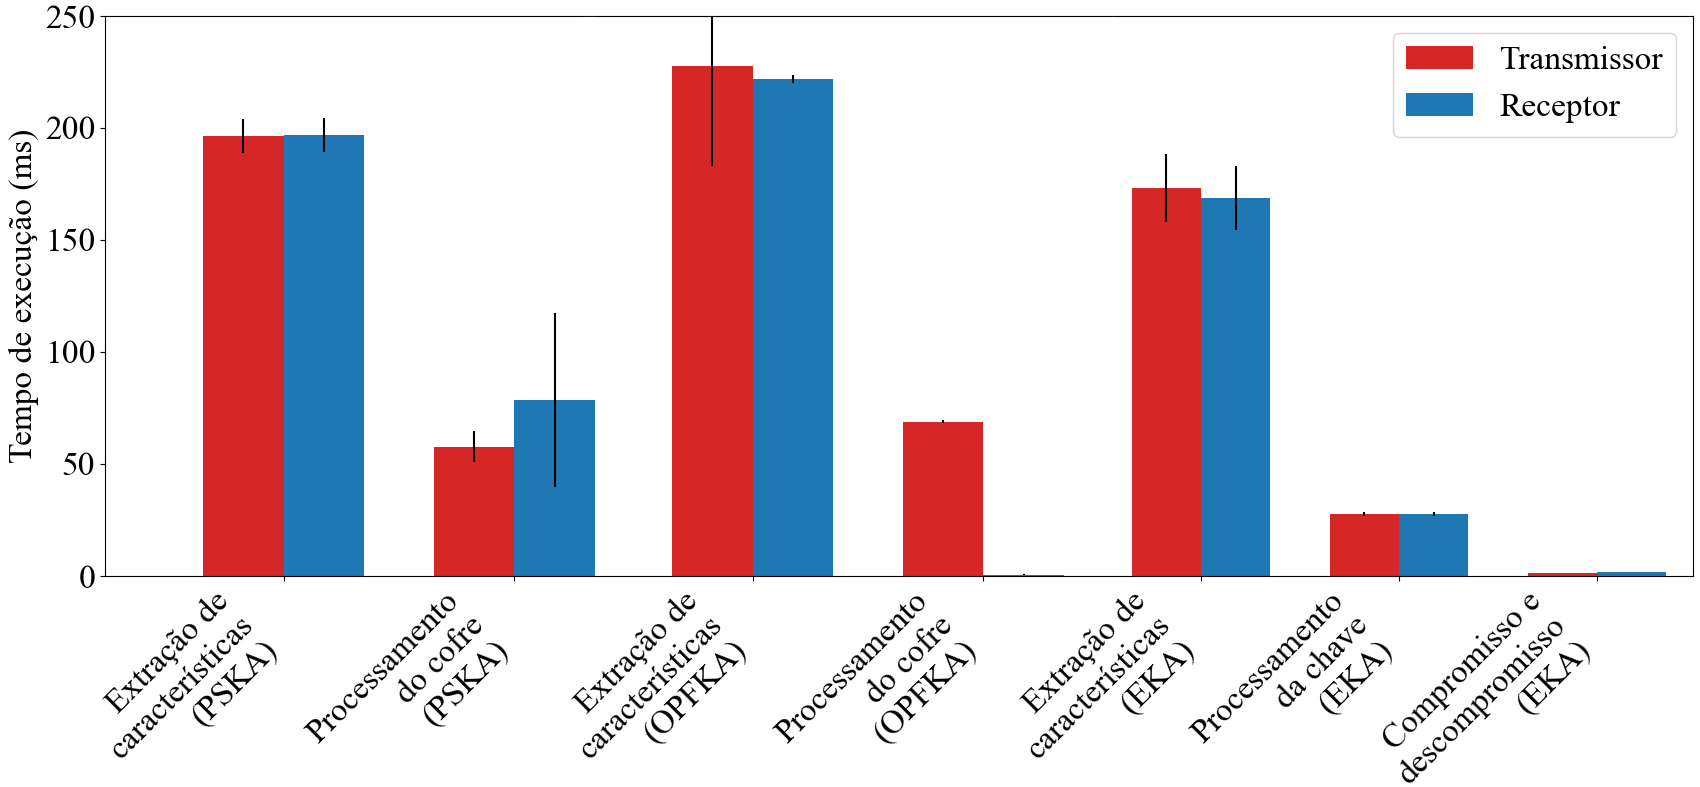 250
200
150
100
50
0
Tempo de execução (ms)
Transmissor
Receptor
Extração de
características
(PSKA)
Processamento
do cofre
(PSKA)
Extração de
características
(OPFKA)
Processamento
do cofre
(OPFKA)
Extração de
características
(EKA)
Processamento
da chave
(EKA)
Compromisso e
descompromisso
(EKA)